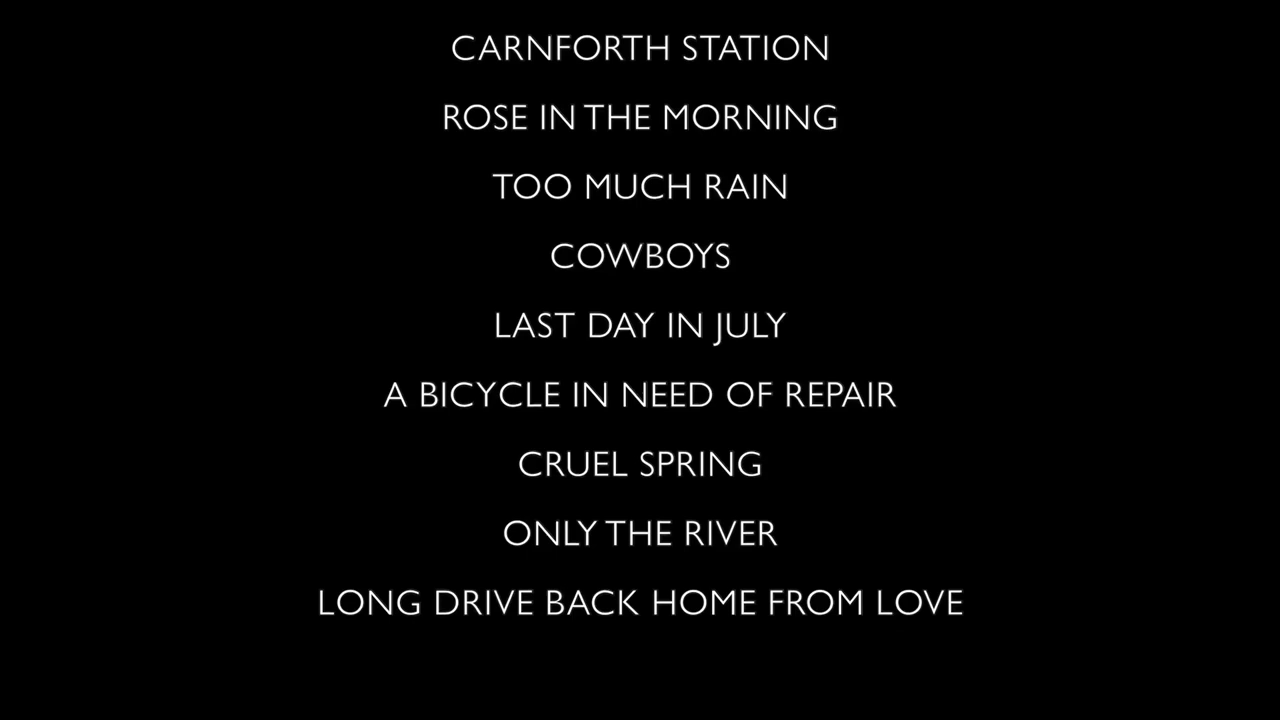 CARNFORTH STATION
ROSE IN THE MORNING
TOO MUCH RAIN
COWBOYS
LAST DAY IN JULY
A BICYCLE IN NEED OF REPAIR
CRUEL SPRING
ONLY THE RIVER
LONG DRIVE BACK HOME FROM LOVE